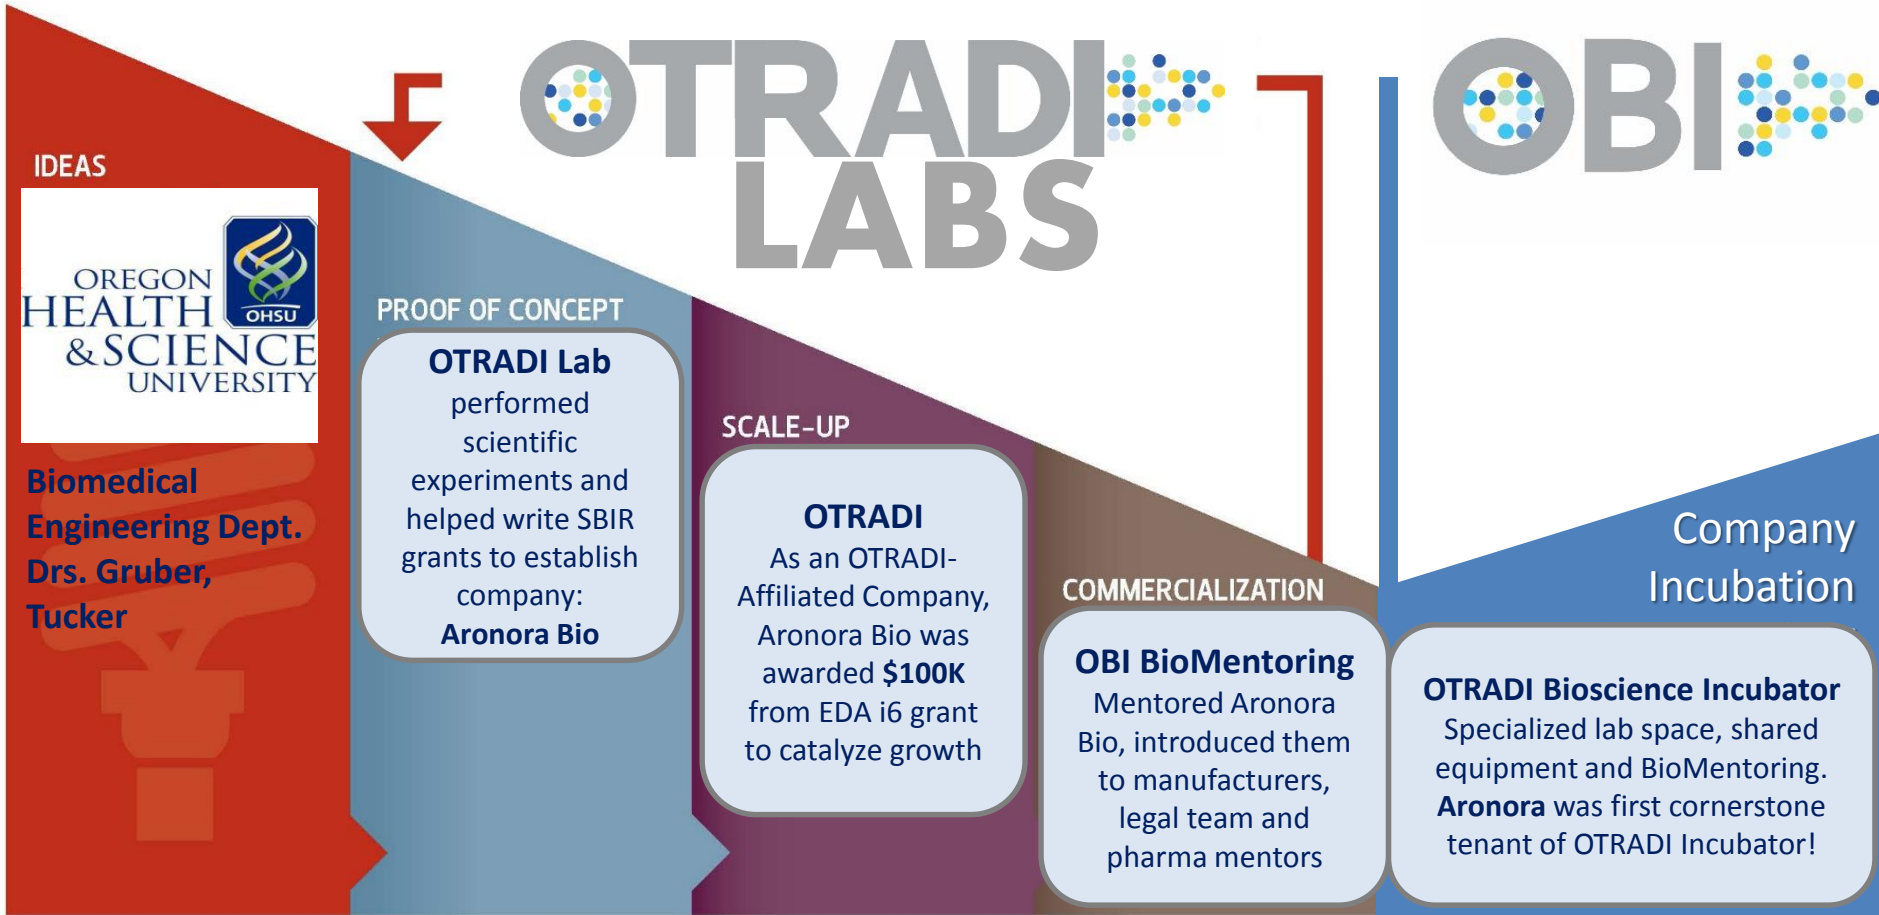 OTRADI
LABS
OBI
IDEAS
OREGON
HEALTH
& SCIENCE
UNIVERSITY
OHSU
Biomedical
Engineering Dept.
Drs. Gruber,
Tucker
PROOF OF CONCEPT
OTRADI Lab
performed
scientific
experiments and
helped write SBIR
grants to establish
company:
Aronora Bio
SCALE-UP
OTRADI
As an OTRADI-
Affiliated Company,
Aronora Bio was
awarded $100K
from EDA i6 grant
to catalyze growth
COMMERCIALIZATION
OBI BioMentoring
Mentored Aronora
Bio, introduced them
to manufacturers,
legal team and
pharma mentors
Company
Incubation
OTRADI Bioscience Incubator
Specialized lab space, shared
equipment and BioMentoring.
Aronora was first cornerstone
tenant of OTRADI Incubator!